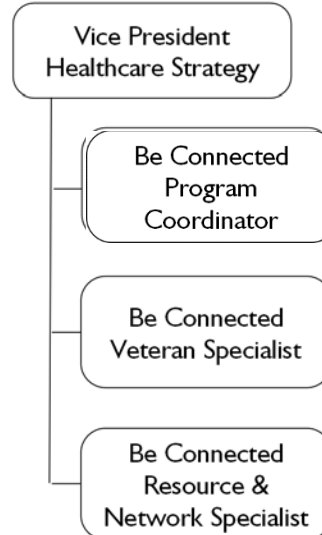 Vice President
Healthcare Strategy
Be Connected
Program
Coordinator
Be Connected
Veteran Specialist
Be Connected
Resource &
Network Specialist